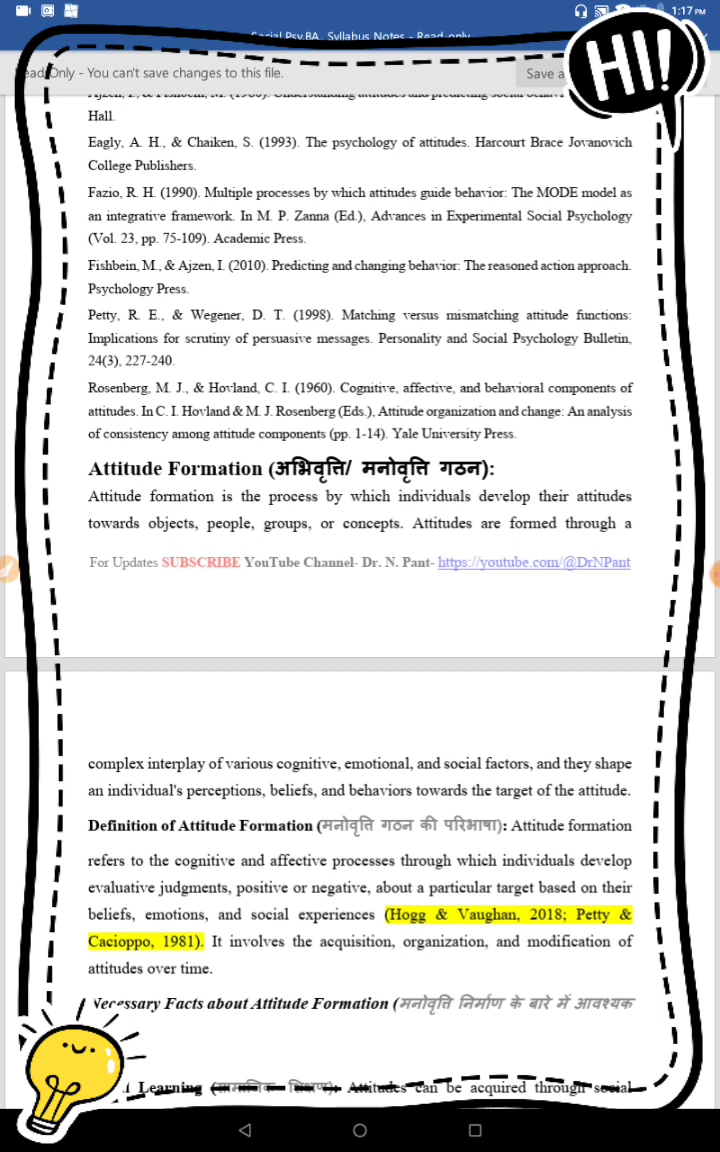 1:17 PM
Social Psy.BA.. Syllabus Notes - Read-only
Read Only - You can't save changes to this file.
Save a
HI!
Hall.
Eagly, A. H., & Chaiken, S. (1993). The psychology of attitudes. Harcourt Brace Jovanovich
College Publishers.
Fazio, R. H. (1990). Multiple processes by which attitudes guide behavior: The MODE model as
an integrative framework. In M. P. Zanna (Ed.), Advances in Experimental Social Psychology
(Vol. 23, pp. 75-109). Academic Press.
Fishbein, M., & Ajzen, I. (2010). Predicting and changing behavior: The reasoned action approach.
Psychology Press.
Petty, R. E., & Wegener, D. T. (1998). Matching versus mismatching attitude functions:
Implications for scrutiny of persuasive messages. Personality and Social Psychology Bulletin,
24(3), 227-240.
Rosenberg, M. J., & Hovland, C. I. (1960). Cognitive, affective, and behavioral components of
attitudes. In C. I. Hovland & M. J. Rosenberg (Eds.), Attitude organization and change: An analysis
of consistency among attitude components (pp. 1-14). Yale University Press.
Attitude Formation (अभिवृत्ति/ मनोवृत्ति गठन):
Attitude formation is the process by which individuals develop their attitudes
towards objects, people, groups, or concepts. Attitudes are formed through a
For Updates SUBSCRIBE YouTube Channel- Dr. N. Pant- https://youtube.com/@DrNPant
complex interplay of various cognitive, emotional, and social factors, and they shape
an individual's perceptions, beliefs, and behaviors towards the target of the attitude.
Definition of Attitude Formation (मनोवृत्ति गठन की परिभाषा): Attitude formation
refers to the cognitive and affective processes through which individuals develop
evaluative judgments, positive or negative, about a particular target based on their
beliefs, emotions, and social experiences (Hogg & Vaughan, 2018; Petty &
Cacioppo, 1981). It involves the acquisition, organization, and modification of
attitudes over time.
Necessary Facts about Attitude Formation (मनोवृत्ति निर्माण के बारे में आवश्यक
Learning (सामाजिक शिक्षण): Attitudes can be acquired through social